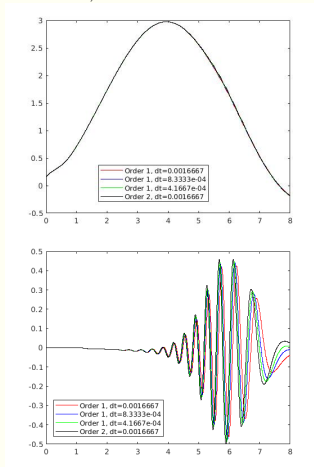 3
2.5
2
1.5
1
0.5
0
-0.5
Order 1, dt=0.0016667
Order 1, dt=8.3333e-04
Order 1, dt=4.1667e-04
Order 2, dt=0.0016667
0 1 2 3 4 5 6 7 8
0.5
0.4
0.3
0.2
0.1
0
-0.1
-0.2
-0.3
-0.4
-0.5
Order 1, dt=0.0016667
Order 1, dt=8.3333e-04
Order 1, dt=4.1667e-04
Order 2, dt=0.0016667
0 1 2 3 4 5 6 7 8